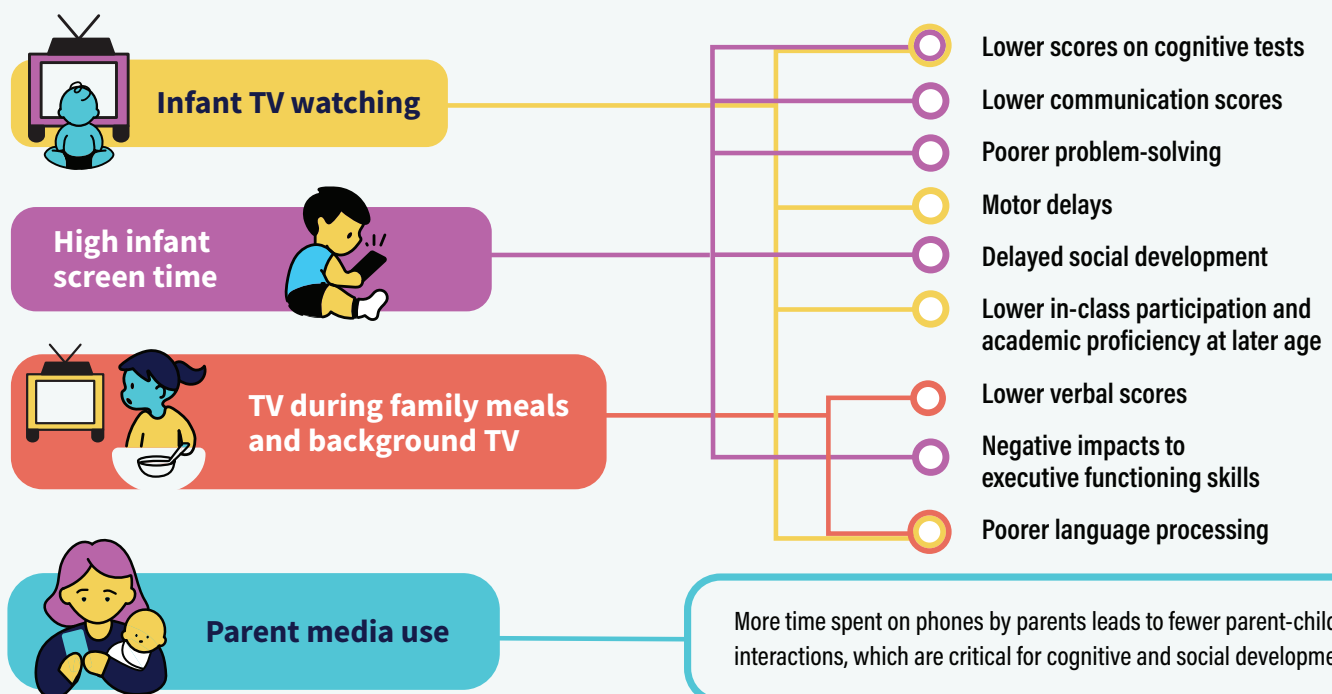 Infant TV watching
High infant
screen time
TV during family meals
and background TV
Parent media use
Lower scores on cognitive tests
Lower communication scores
Poorer problem-solving
Motor delays
Delayed social development
Lower in-class participation and
academic proficiency at later age
Lower verbal scores
Negative impacts to
executive functioning skills
Poorer language processing
More time spent on phones by parents leads to fewer parent-child
interactions, which are critical for cognitive and social